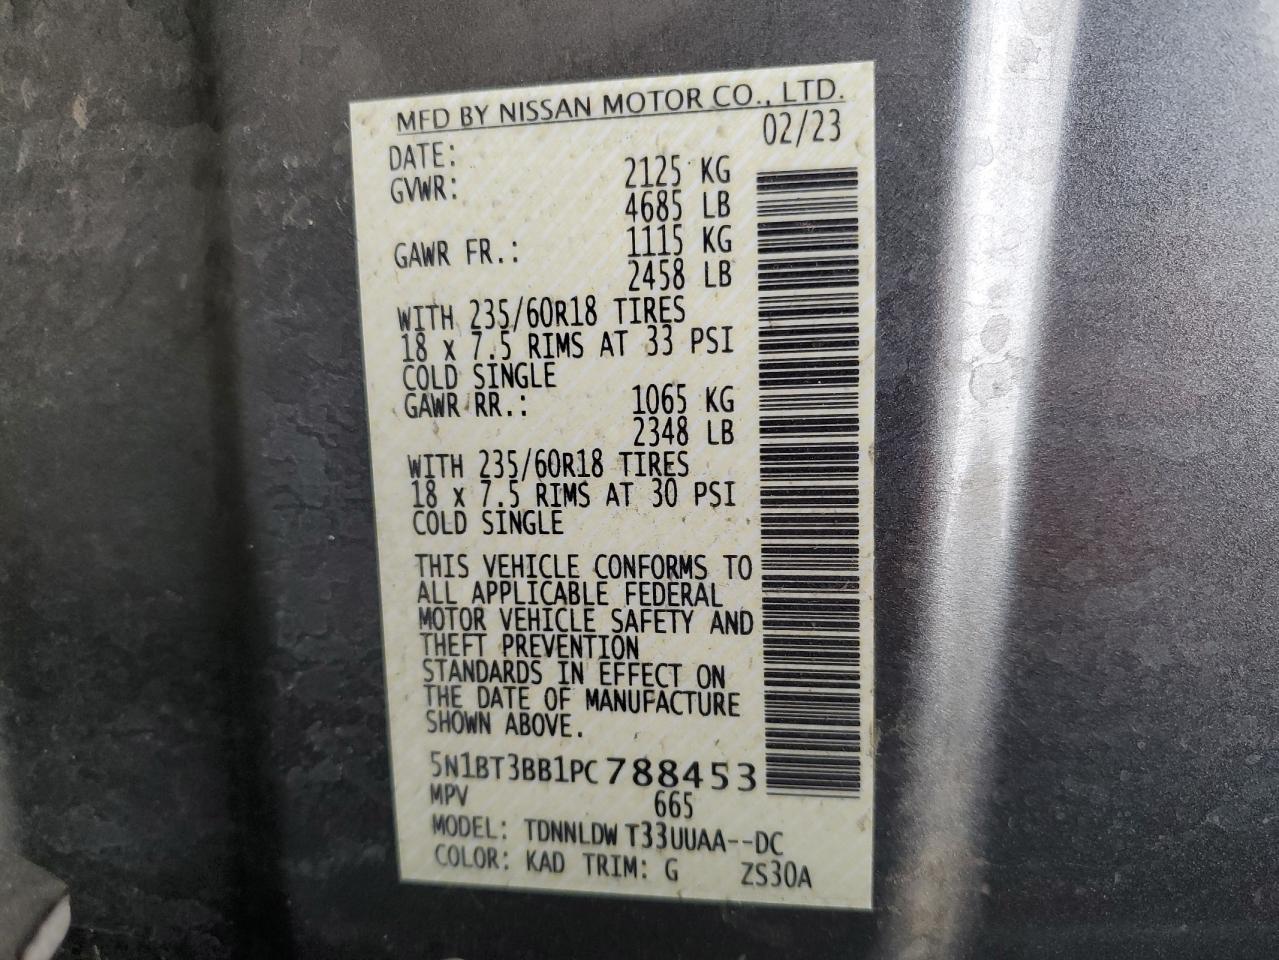 MFD BY NISSAN MOTOR CO., LTD.
DATE: 02/23
GVWR: 2125 KG
4685 LB
GAWR FR.: 1115 KG
2458 LB
WITH 235/60R18 TIRES
18 x 7.5 RIMS AT 33 PSI
COLD SINGLE
GAWR RR.: 1065 KG
2348 LB
WITH 235/60R18 TIRES
18 x 7.5 RIMS AT 30 PSI
COLD SINGLE
THIS VEHICLE CONFORMS TO
ALL APPLICABLE FEDERAL
MOTOR VEHICLE SAFETY AND
THEFT PREVENTION
STANDARDS IN EFFECT ON
THE DATE OF MANUFACTURE
SHOWN ABOVE.
5N1BT3BB1PC788453
MPV 665
MODEL: TDNNLDW T33UUAA--DC
COLOR: KAD TRIM: G ZS30A